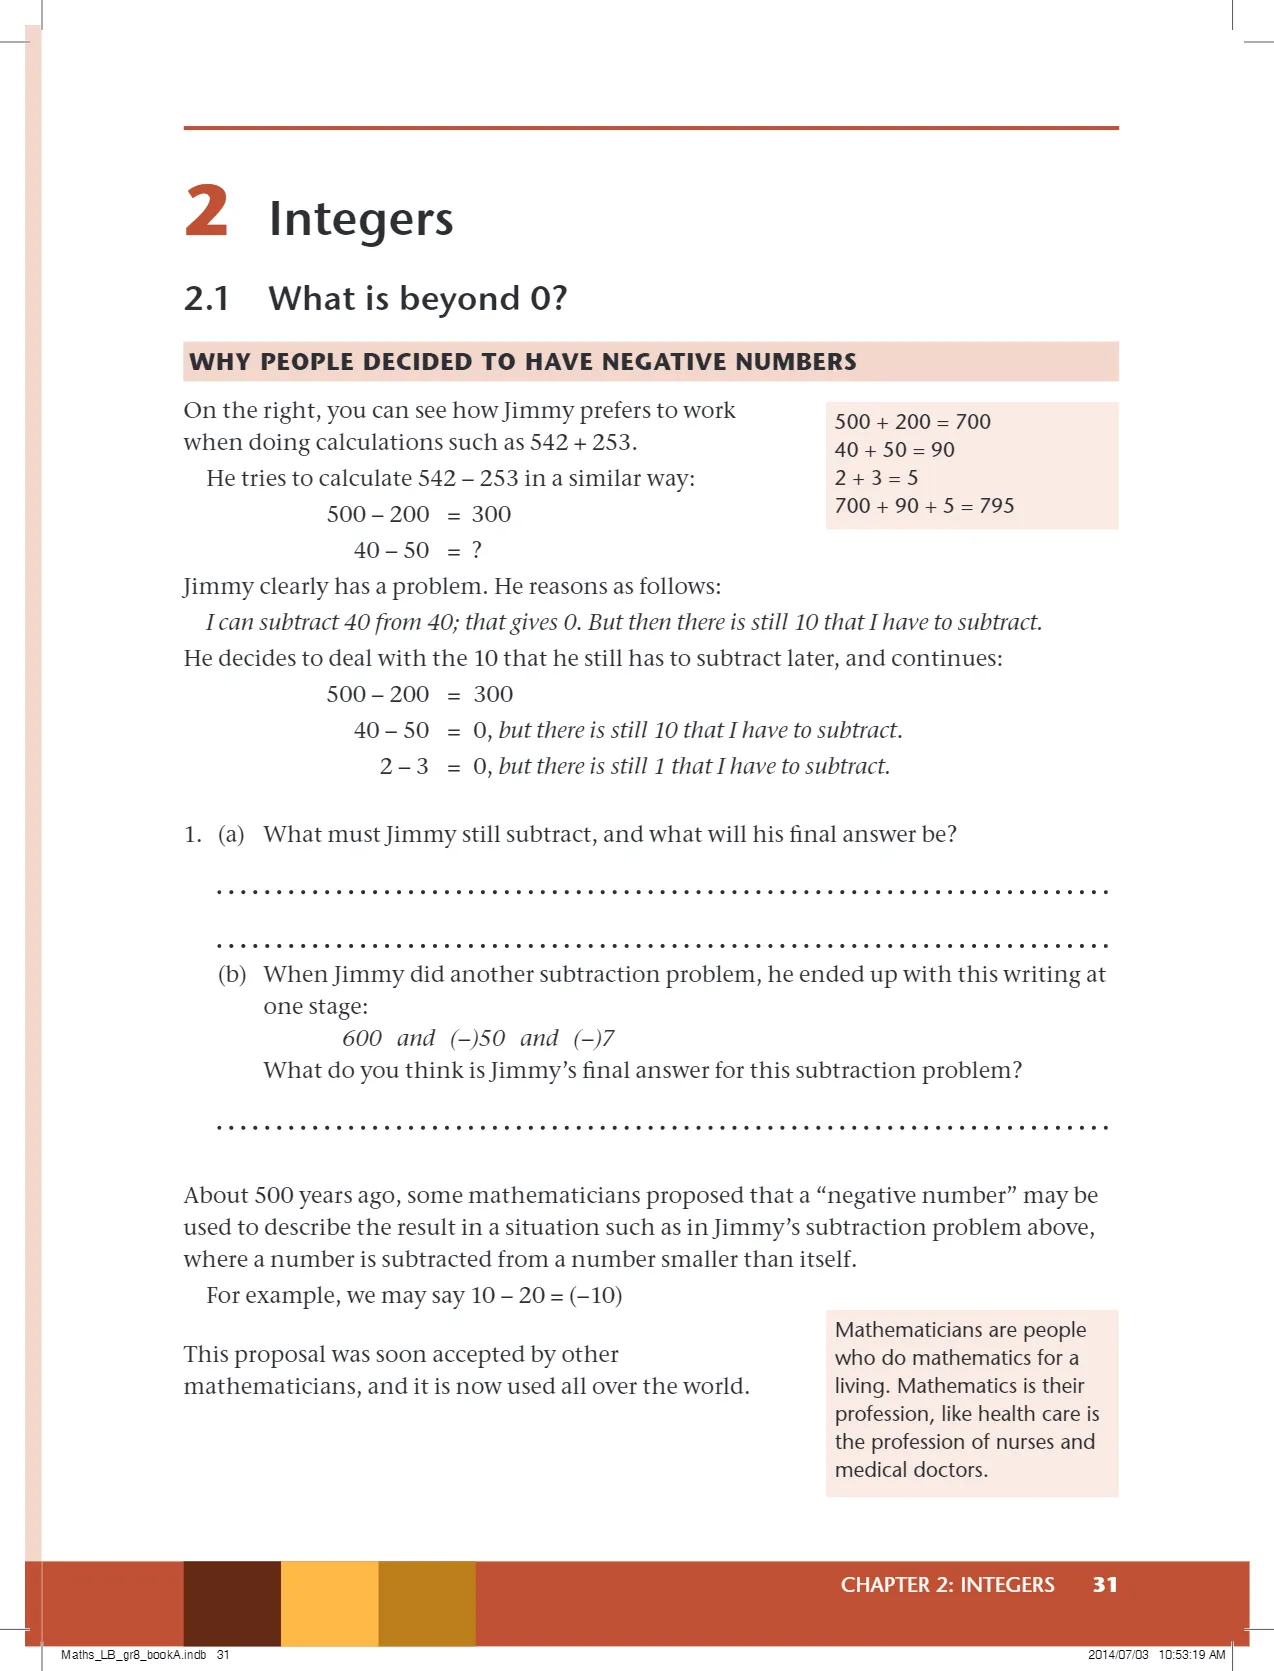 2 Integers
2.1 What is beyond 0?
WHY PEOPLE DECIDED TO HAVE NEGATIVE NUMBERS
On the right, you can see how Jimmy prefers to work
when doing calculations such as 542 + 253.
He tries to calculate 542 – 253 in a similar way:
500 – 200 = 300
40 – 50 = ?
500 + 200 = 700
40 + 50 = 90
2 + 3 = 5
700 + 90 + 5 = 795
Jimmy clearly has a problem. He reasons as follows:
I can subtract 40 from 40; that gives 0. But then there is still 10 that I have to subtract.
He decides to deal with the 10 that he still has to subtract later, and continues:
500 – 200 = 300
40 – 50 = 0, but there is still 10 that I have to subtract.
2 – 3 = 0, but there is still 1 that I have to subtract.
1. (a) What must Jimmy still subtract, and what will his final answer be?
(b) When Jimmy did another subtraction problem, he ended up with this writing at
one stage:
600 and (–)50 and (–)7
What do you think is Jimmy’s final answer for this subtraction problem?
About 500 years ago, some mathematicians proposed that a “negative number” may be
used to describe the result in a situation such as in Jimmy’s subtraction problem above,
where a number is subtracted from a number smaller than itself.
For example, we may say 10 – 20 = (–10)
This proposal was soon accepted by other
mathematicians, and it is now used all over the world.
Mathematicians are people
who do mathematics for a
living. Mathematics is their
profession, like health care is
the profession of nurses and
medical doctors.
CHAPTER 2: INTEGERS 31
Maths_LB_gr8_bookA.indb 31
2014/07/03 10:53:19 AM